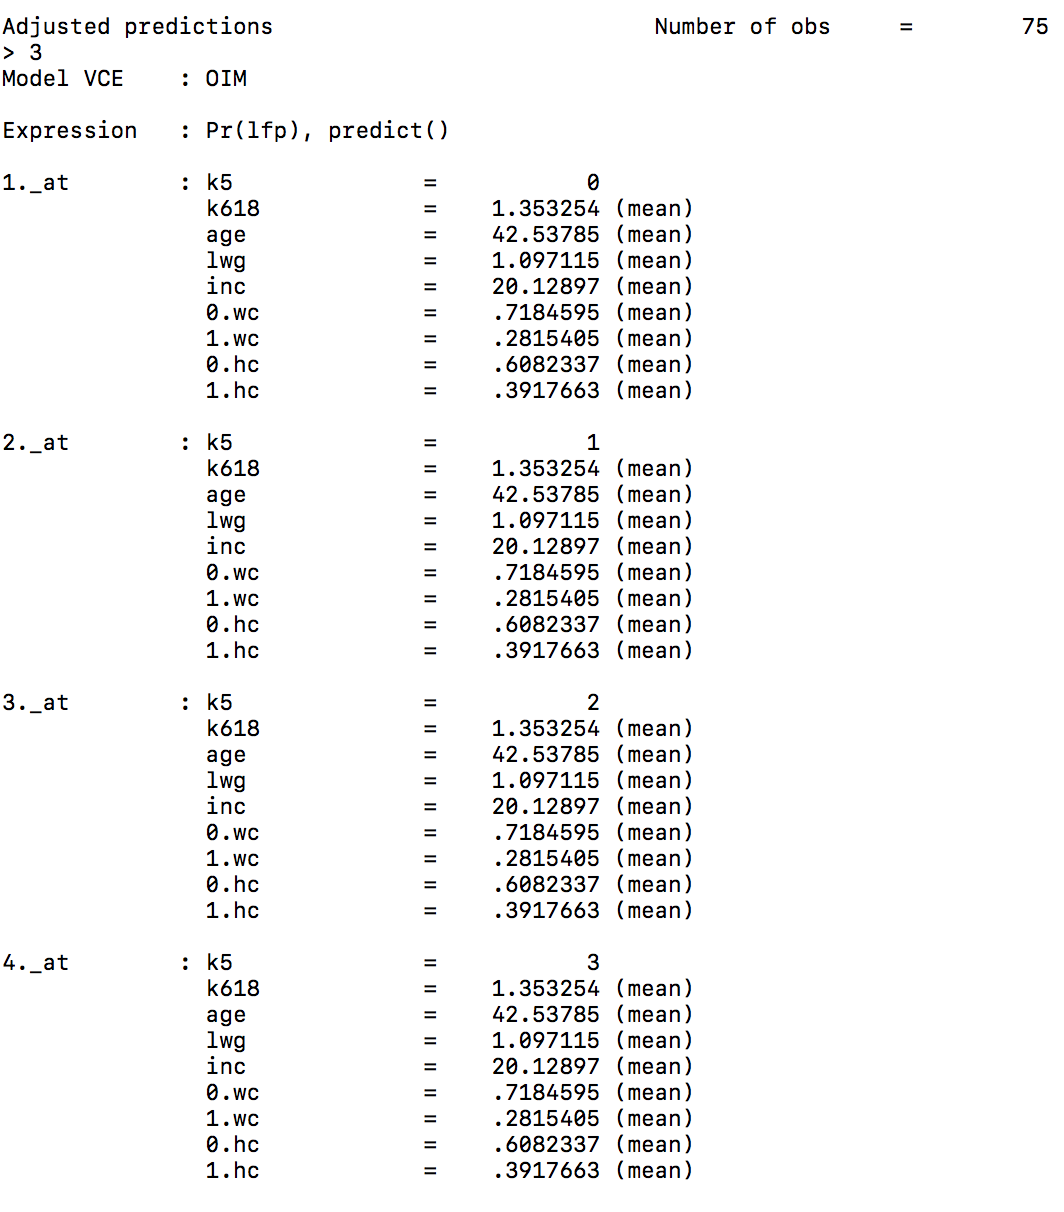 Adjusted predictions                            Number of obs     =        75
> 3
Model VCE    : OIM
Expression   : Pr(lfp), predict()
1._at        : k5              =           0
               k618            =    1.353254 (mean)
               age             =    42.53785 (mean)
               lwg             =    1.097115 (mean)
               inc             =    20.12897 (mean)
               0.wc            =    .7184595 (mean)
               1.wc            =    .2815405 (mean)
               0.hc            =    .6082337 (mean)
               1.hc            =    .3917663 (mean)
2._at        : k5              =           1
               k618            =    1.353254 (mean)
               age             =    42.53785 (mean)
               lwg             =    1.097115 (mean)
               inc             =    20.12897 (mean)
               0.wc            =    .7184595 (mean)
               1.wc            =    .2815405 (mean)
               0.hc            =    .6082337 (mean)
               1.hc            =    .3917663 (mean)
3._at        : k5              =           2
               k618            =    1.353254 (mean)
               age             =    42.53785 (mean)
               lwg             =    1.097115 (mean)
               inc             =    20.12897 (mean)
               0.wc            =    .7184595 (mean)
               1.wc            =    .2815405 (mean)
               0.hc            =    .6082337 (mean)
               1.hc            =    .3917663 (mean)
4._at        : k5              =           3
               k618            =    1.353254 (mean)
               age             =    42.53785 (mean)
               lwg             =    1.097115 (mean)
               inc             =    20.12897 (mean)
               0.wc            =    .7184595 (mean)
               1.wc            =    .2815405 (mean)
               0.hc            =    .6082337 (mean)
               1.hc            =    .3917663 (mean)